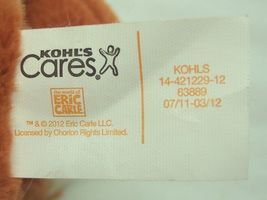 KOHL'S
Cares
the world of
ERIC
CARLE
™ & © 2012 Eric Carle LLC.
Licensed by Chorion Rights Limited.
KOHLS
14-421229-12
63889
07/11-03/12